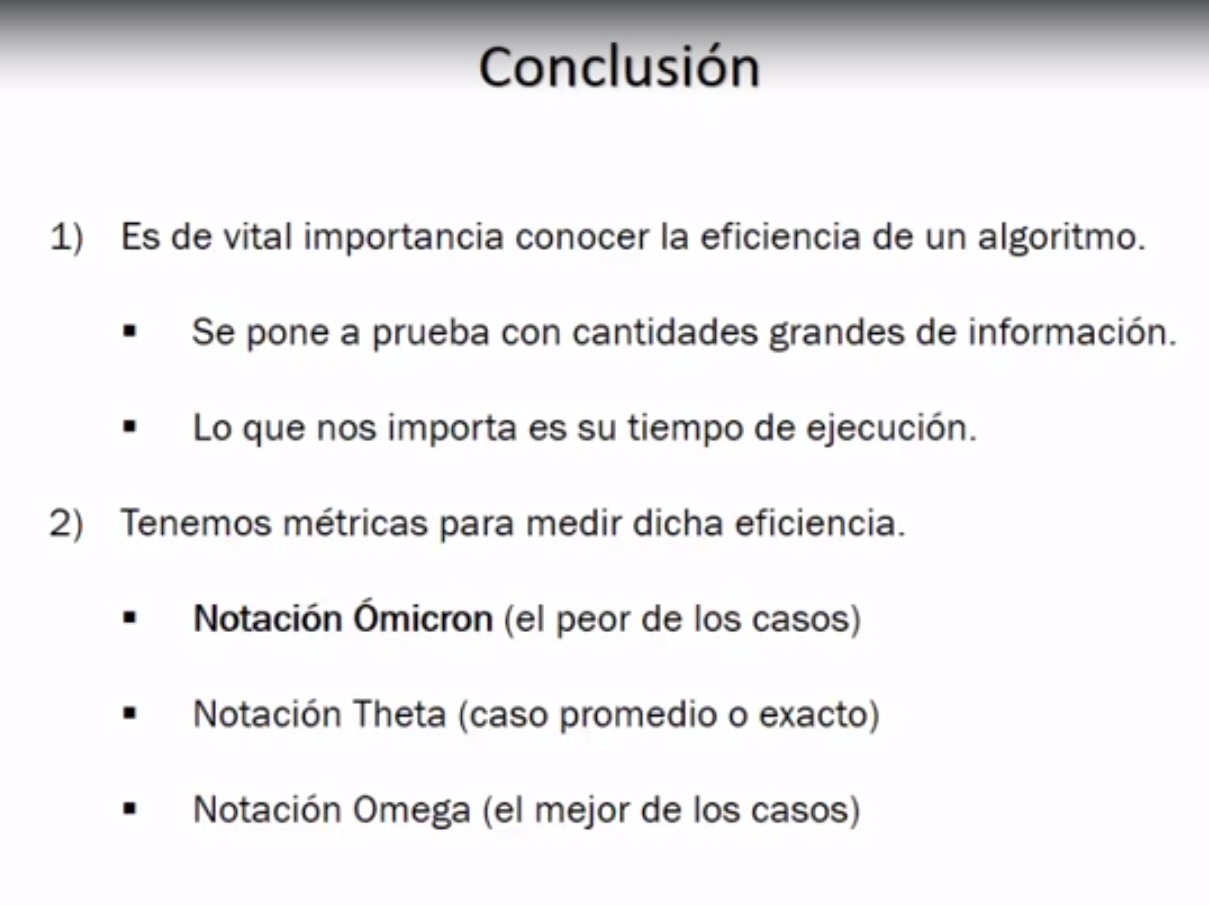 Conclusión
1) Es de vital importancia conocer la eficiencia de un algoritmo.
▪ Se pone a prueba con cantidades grandes de información.
▪ Lo que nos importa es su tiempo de ejecución.
2) Tenemos métricas para medir dicha eficiencia.
▪ Notación Ómicron (el peor de los casos)
▪ Notación Theta (caso promedio o exacto)
▪ Notación Omega (el mejor de los casos)